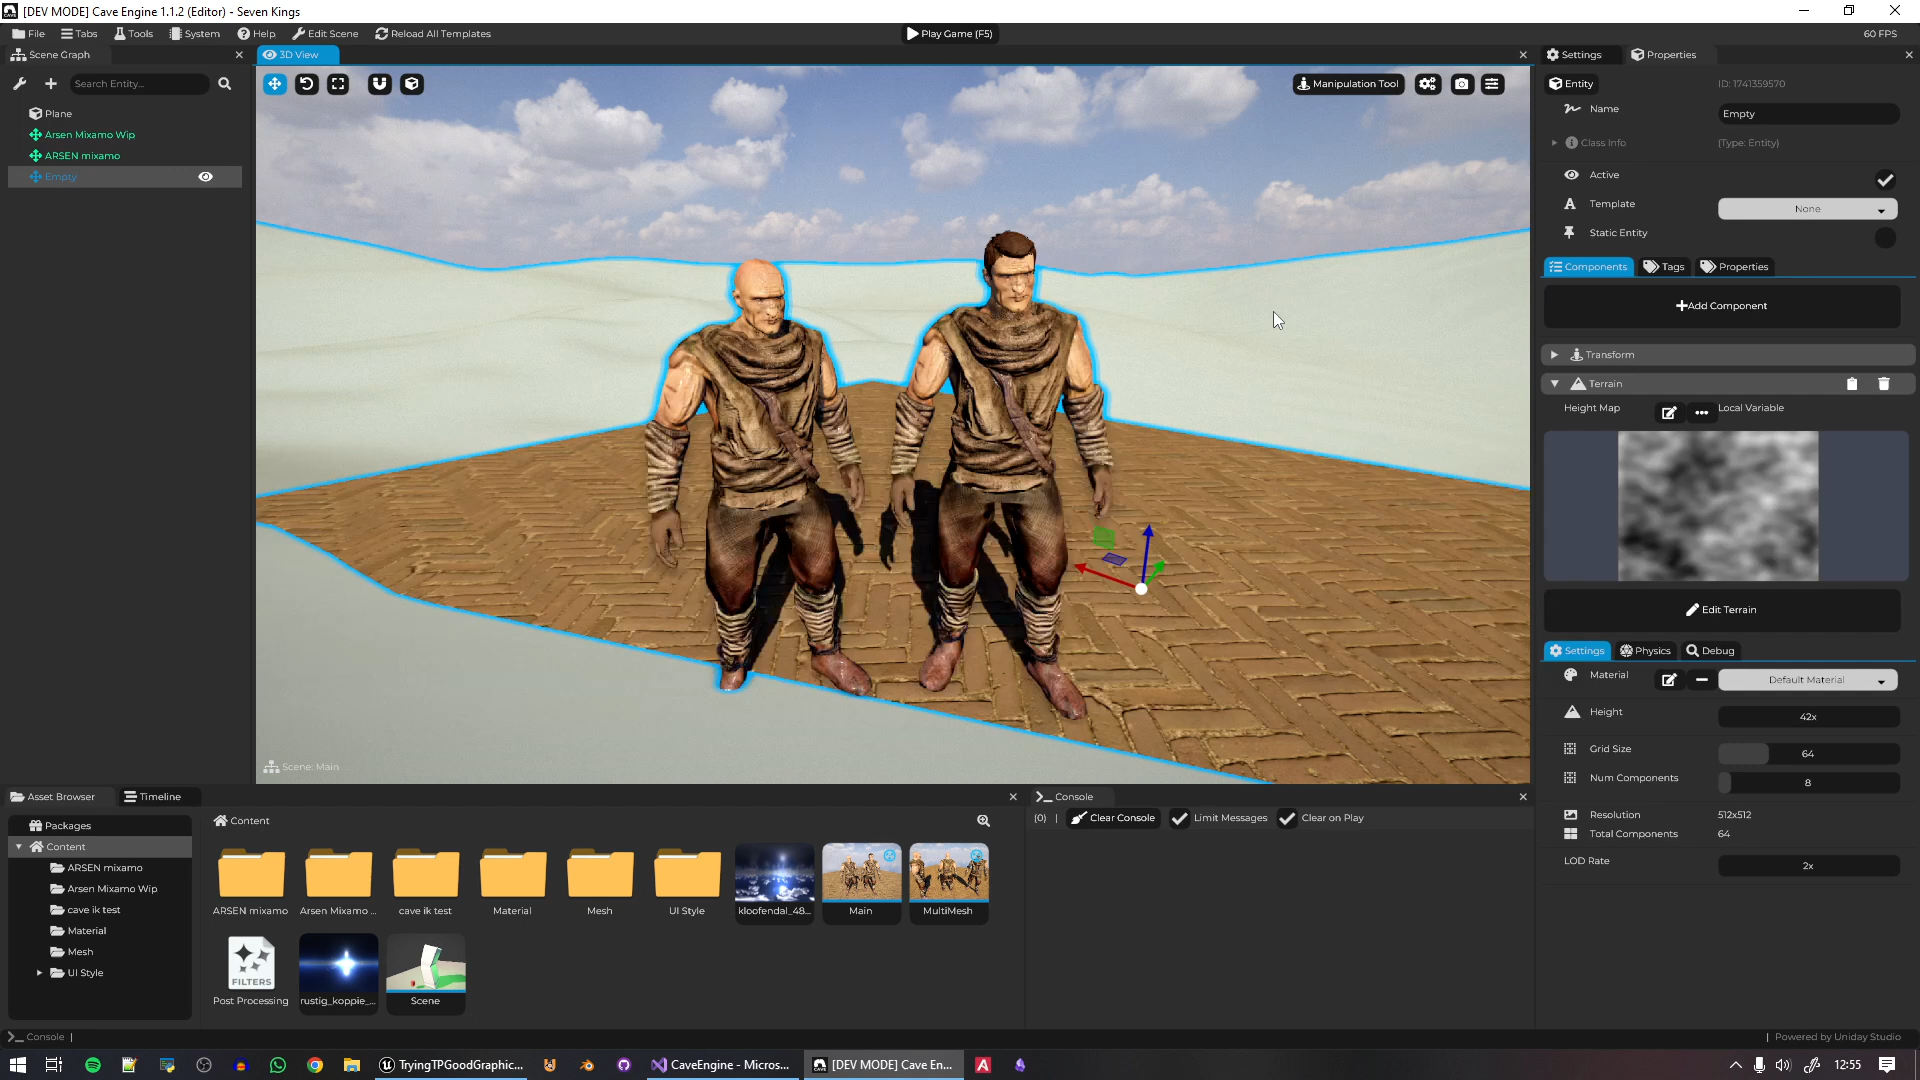 [DEV MODE] Cave Engine 1.1.2 (Editor) - Seven Kings
File Tabs Tools System Help Edit Scene Reload All Templates
Play Game (F5)
60 FPS
Scene Graph
3D View
Settings Properties
Search Entity...
Manipulation Tool
Entity ID: 1741359570
Plane
Name Empty
Arsen Mixamo Wip
Class Info (Type: Entity)
ARSEN mixamo
Empty
Active
Template None
Static Entity
Components Tags Properties
Add Component
Transform
Terrain
Height Map Local Variable
Edit Terrain
Settings Physics Debug
Material Default Material
Height 42x
Grid Size 64
Num Components 8
Resolution 512x512
Total Components 64
LOD Rate 2x
Scene: Main
Asset Browser Timeline
Packages
Content
ARSEN mixamo
Arsen Mixamo Wip
cave ik test
Material
Mesh
UI Style
Content
ARSEN mixamo Arsen Mixamo ... cave ik test Material Mesh UI Style kloofendal_48... Main MultiMesh
FILTERS
Post Processing rustig_koppie_... Scene
Console
(0) | Clear Console Limit Messages Clear on Play
Console |
| Powered by Uniday Studio
TryingTPGoodGraphic...
CaveEngine - Micros...
[DEV MODE] Cave En...
12:55